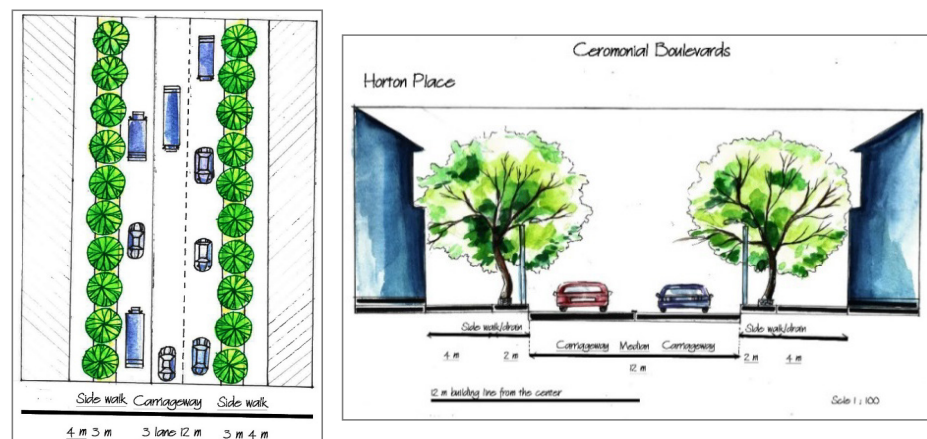 Side walk Carriageway Side walk
4 m 3 m 3 lane 12 m 3 m 4 m
Ceromonial Boulevards
Horton Place
Side walk/drain Side walk/drain
4 m 2 m Carriageway Median Carriageway 2 m 4 m
12 m
12 m building line from the center
Scle 1 : 100